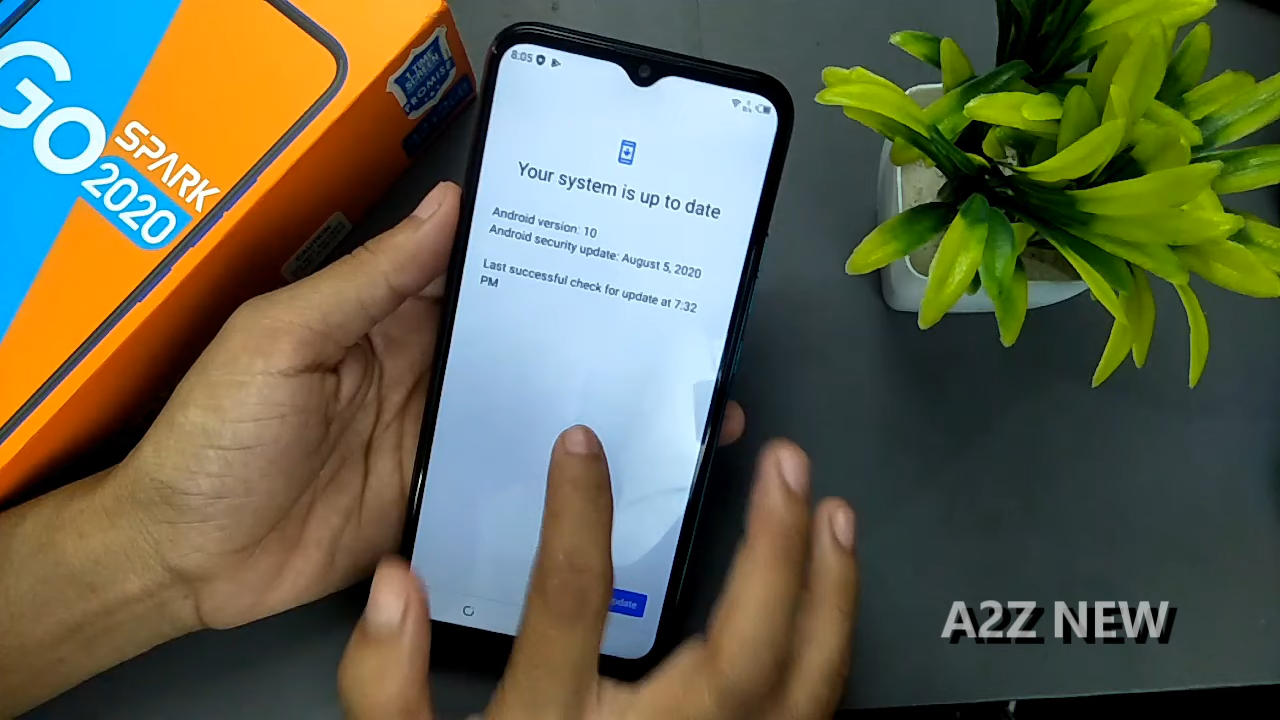 GO
SPARK
2020
PROMISE
8:05
Your system is up to date
Android version: 10
Android security update: August 5, 2020
Last successful check for update at 7:32
PM
A2Z NEW